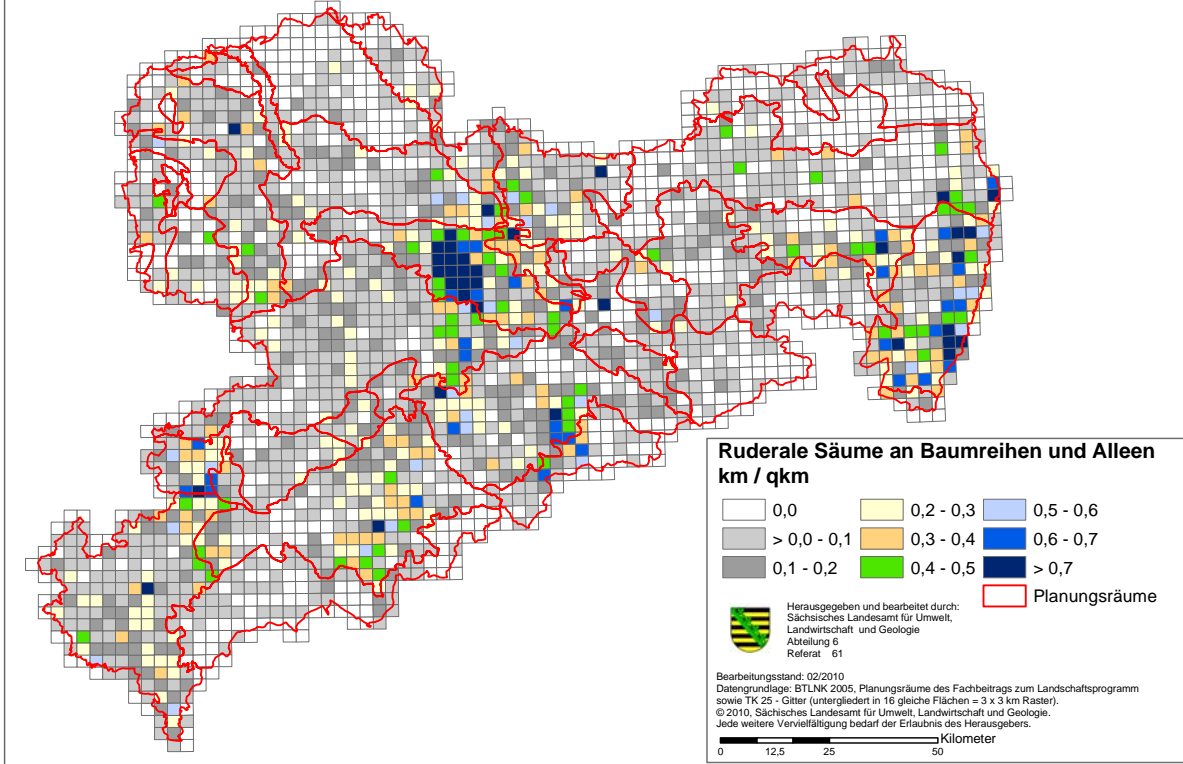 Ruderale Säume an Baumreihen und Alleen
km / qkm
0,0
> 0,0 - 0,1
0,1 - 0,2
0,2 - 0,3
0,3 - 0,4
0,4 - 0,5
0,5 - 0,6
0,6 - 0,7
> 0,7
Planungsräume
Herausgegeben und bearbeitet durch:
Sächsisches Landesamt für Umwelt,
Landwirtschaft und Geologie
Abteilung 6
Referat 61
Bearbeitungsstand: 02/2010
Datengrundlage: BTLNK 2005, Planungsräume des Fachbeitrags zum Landschaftsprogramm
sowie TK 25 - Gitter (untergliedert in 16 gleiche Flächen = 3 x 3 km Raster).
© 2010, Sächsisches Landesamt für Umwelt, Landwirtschaft und Geologie.
Jede weitere Vervielfältigung bedarf der Erlaubnis des Herausgebers.
Kilometer
0 12,5 25 50